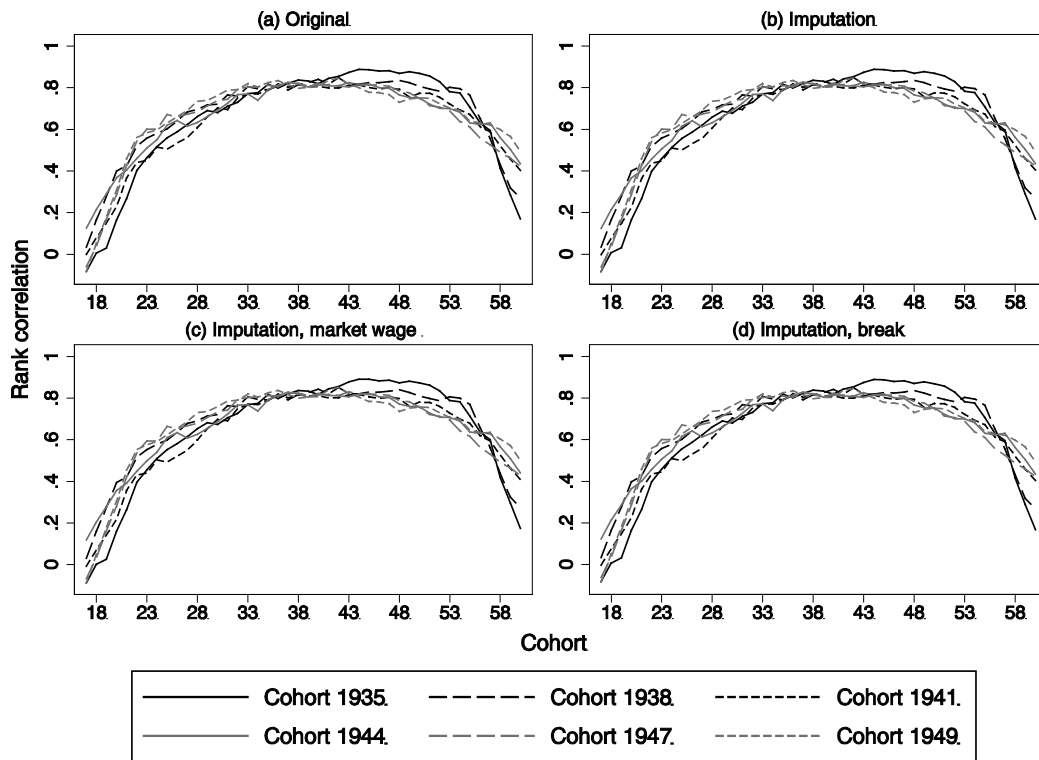 (a) Original (b) Imputation
1 .8 .6 .4 .2 0
1 .8 .6 .4 .2 0
18 23 28 33 38 43 48 53 58
18 23 28 33 38 43 48 53 58
Rank correlation
(c) Imputation, market wage (d) Imputation, break
1 .8 .6 .4 .2 0
1 .8 .6 .4 .2 0
18 23 28 33 38 43 48 53 58
18 23 28 33 38 43 48 53 58
Cohort
Cohort 1935 Cohort 1938 Cohort 1941
Cohort 1944 Cohort 1947 Cohort 1949